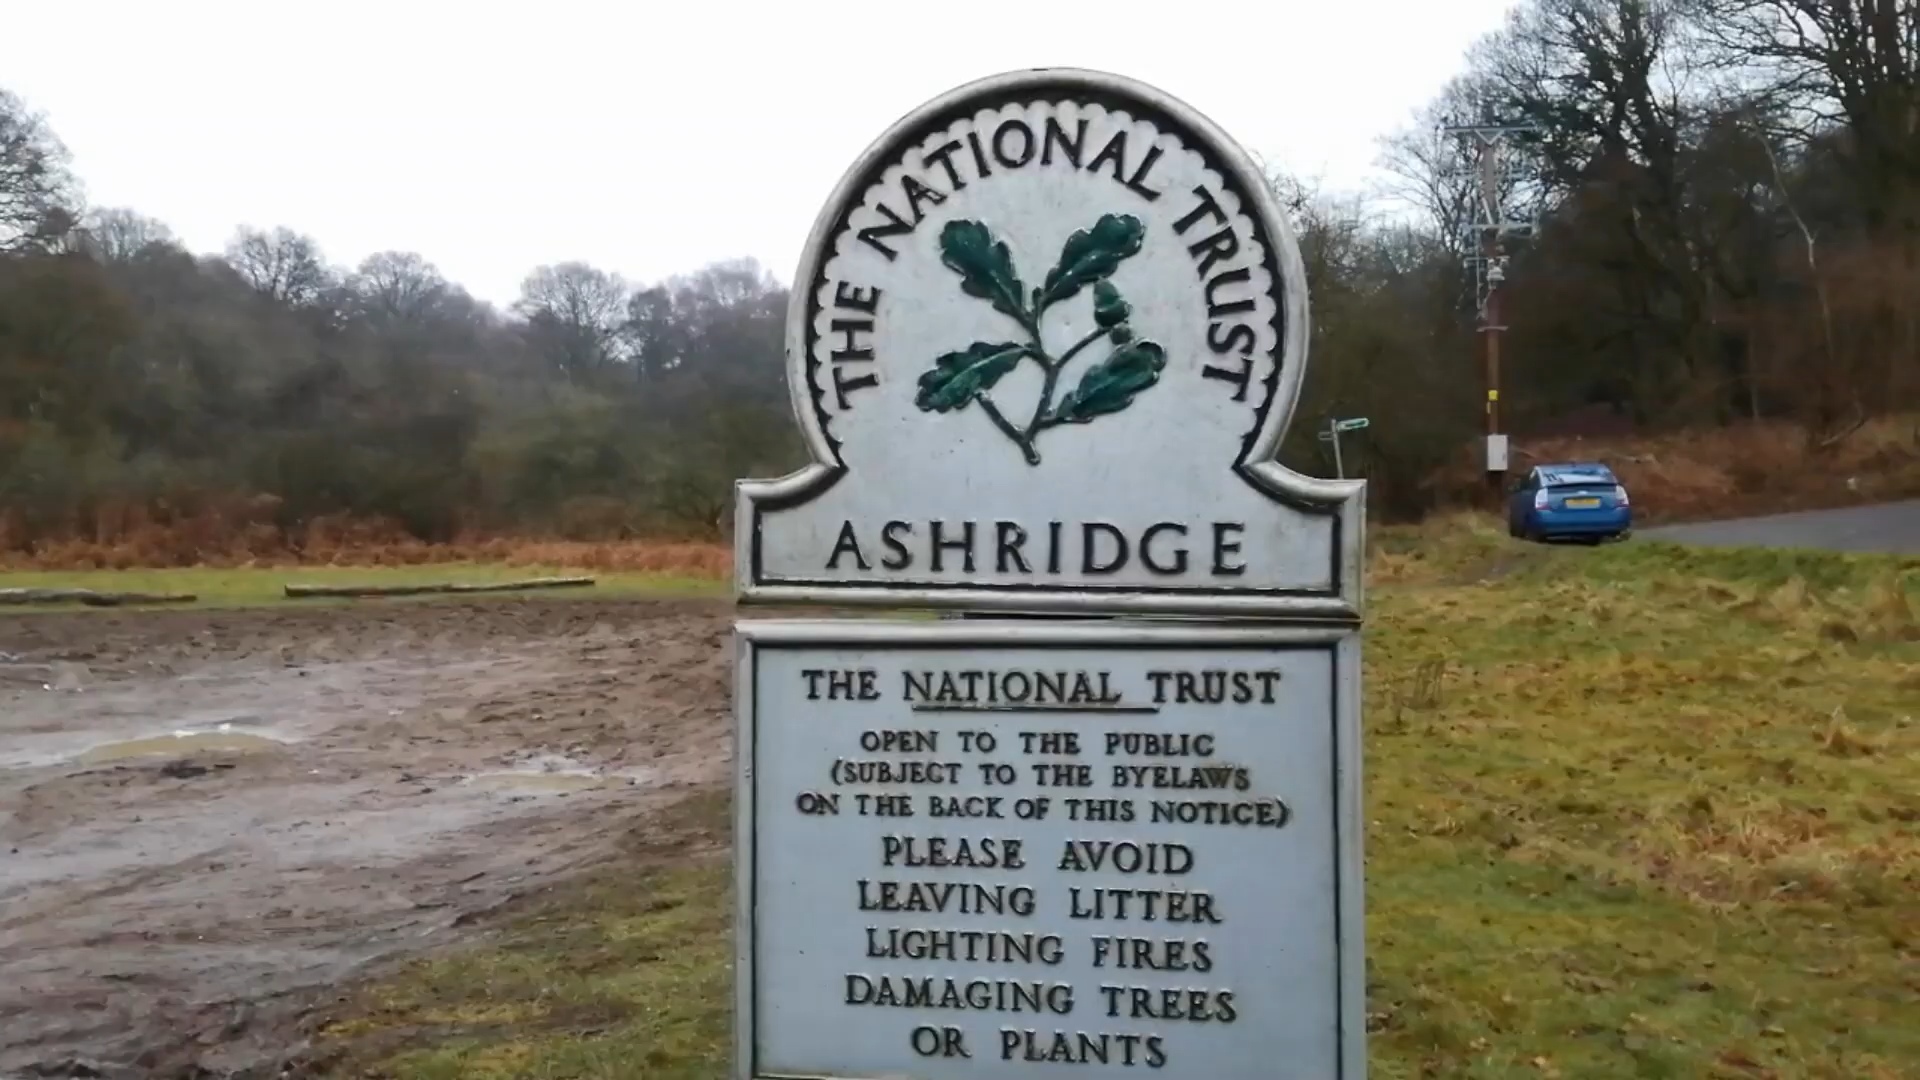 THE NATIONAL TRUST
ASHRIDGE
THE NATIONAL TRUST
OPEN TO THE PUBLIC
(SUBJECT TO THE BYELAWS
ON THE BACK OF THIS NOTICE)
PLEASE AVOID
LEAVING LITTER
LIGHTING FIRES
DAMAGING TREES
OR PLANTS